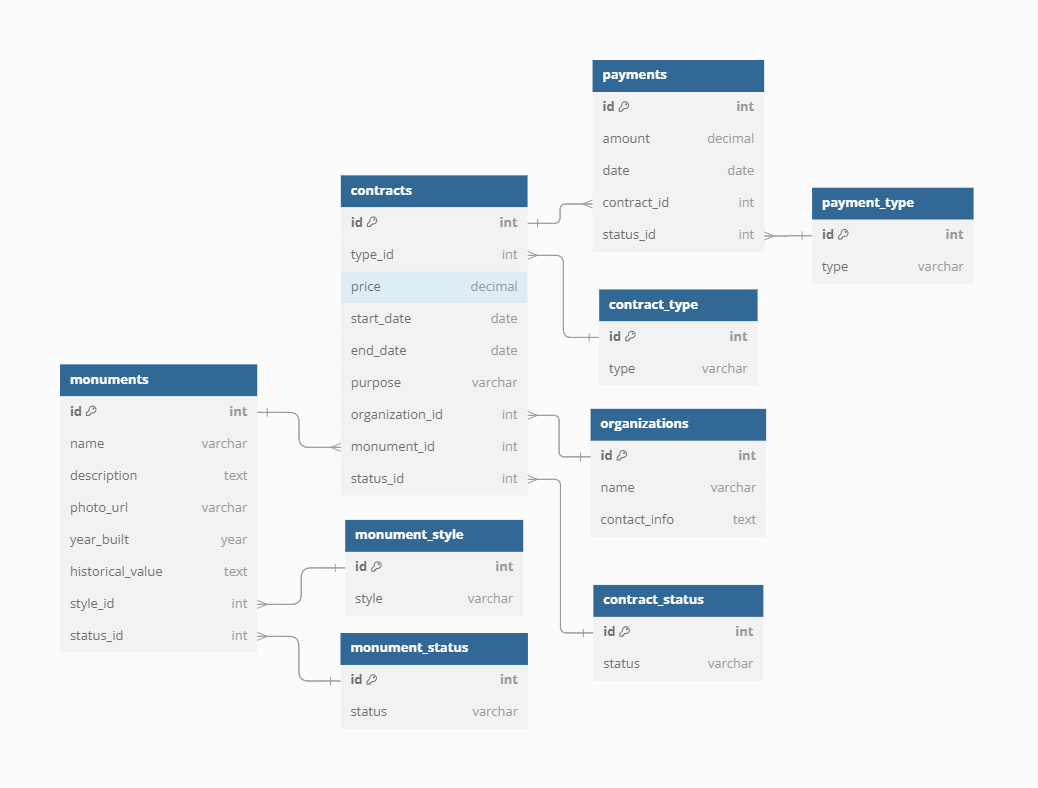 payments
id int
amount decimal
date date
contract_id int
status_id int
payment_type
id int
type varchar
contracts
id int
type_id int
price decimal
start_date date
end_date date
purpose varchar
organization_id int
monument_id int
status_id int
contract_type
id int
type varchar
organizations
id int
name varchar
contact_info text
monuments
id int
name varchar
description text
photo_url varchar
year_built year
historical_value text
style_id int
status_id int
monument_style
id int
style varchar
monument_status
id int
status varchar
contract_status
id int
status varchar